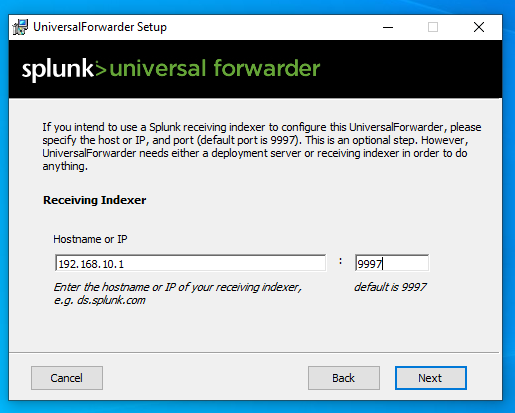 UniversalForwarder Setup
splunk>universal forwarder
If you intend to use a Splunk receiving indexer to configure this UniversalForwarder, please
specify the host or IP, and port (default port is 9997). This is an optional step. However,
UniversalForwarder needs either a deployment server or receiving indexer in order to do
anything.
Receiving Indexer
Hostname or IP
192.168.10.1 : 9997
Enter the hostname or IP of your receiving indexer, default is 9997
e.g. ds.splunk.com
Cancel Back Next